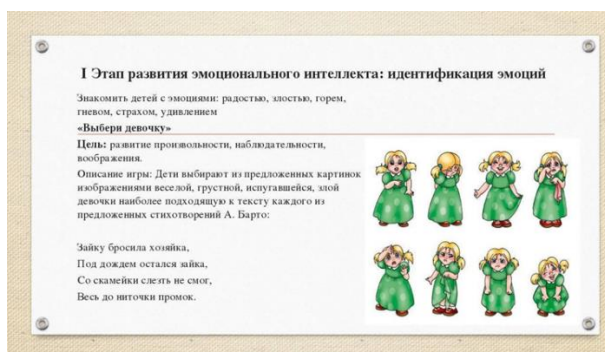 I Этап развития эмоционального интеллекта: идентификация эмоций
Знакомить детей с эмоциями: радостью, злостью, горем,
гневом, страхом, удивлением
«Выбери девочку»
Цель: развитие произвольности, наблюдательности,
воображения.
Описание игры: Дети выбирают из предложенных картинок
изображениями веселой, грустной, испугавшейся, злой
девочки наиболее подходящую к тексту каждого из
предложенных стихотворений А. Барто:
Зайку бросила хозяйка,
Под дождем остался зайка,
Со скамейки слезть не смог,
Весь до ниточки промок.